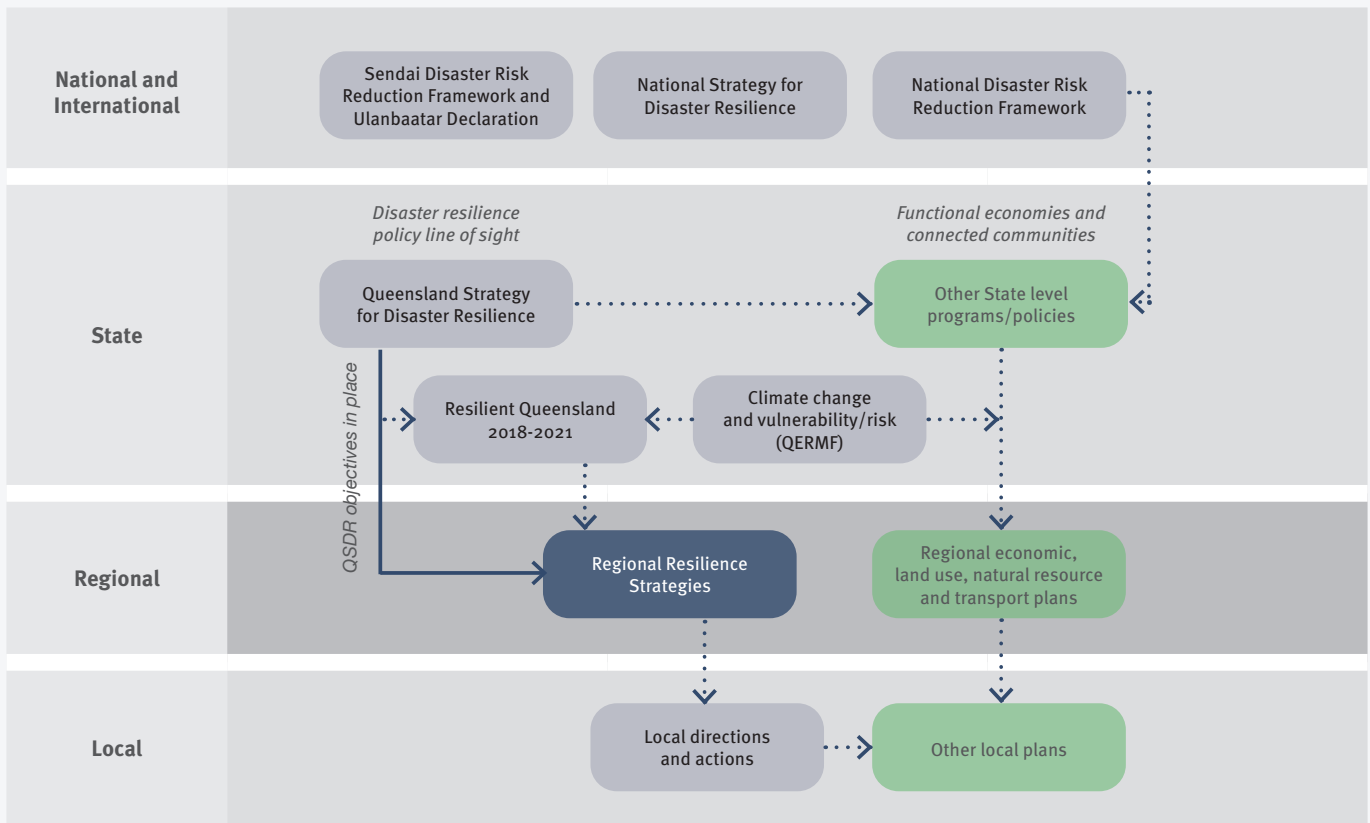 National and
International
Sendai Disaster Risk
Reduction Framework and
Ulanbaatar Declaration
National Strategy for
Disaster Resilience
National Disaster Risk
Reduction Framework
State
Disaster resilience
policy line of sight
Functional economies and
connected communities
Queensland Strategy
for Disaster Resilience
Other State level
programs/policies
QSDR objectives in place
Resilient Queensland
2018-2021
Climate change
and vulnerability/risk
(QERMF)
Regional
Regional Resilience
Strategies
Regional economic,
land use, natural resource
and transport plans
Local
Local directions
and actions
Other local plans